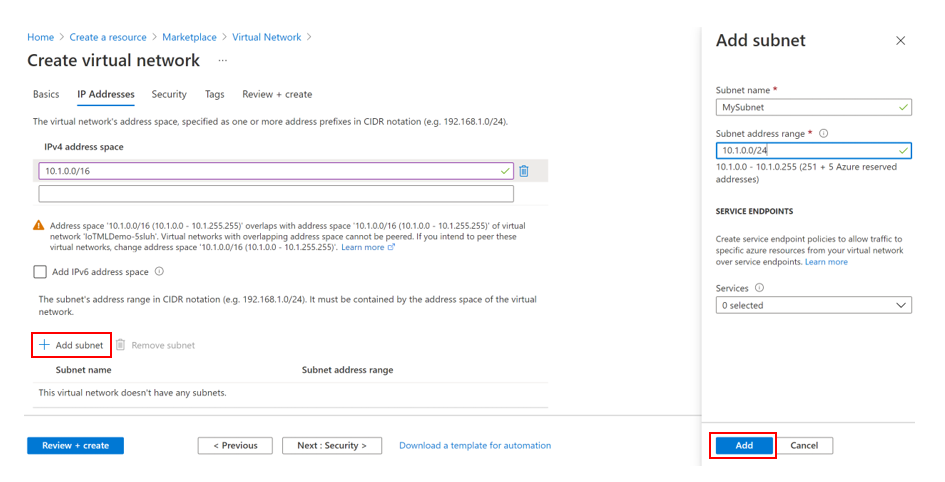 Home > Create a resource > Marketplace > Virtual Network >
Create virtual network ...
Basics IP Addresses Security Tags Review + create
The virtual network's address space, specified as one or more address prefixes in CIDR notation (e.g. 192.168.1.0/24).
IPv4 address space
10.1.0.0/16
Address space '10.1.0.0/16 (10.1.0.0 - 10.1.255.255)' overlaps with address space '10.1.0.0/16 (10.1.0.0 - 10.1.255.255)' of virtual
network 'IoTMLDemo-5sluh'. Virtual networks with overlapping address space cannot be peered. If you intend to peer these
virtual networks, change address space '10.1.0.0/16 (10.1.0.0 - 10.1.255.255)'. Learn more
Add IPv6 address space
The subnet's address range in CIDR notation (e.g. 192.168.1.0/24). It must be contained by the address space of the virtual
network.
+ Add subnet Remove subnet
Subnet name Subnet address range
This virtual network doesn't have any subnets.
Review + create < Previous Next : Security > Download a template for automation
Add subnet
Subnet name *
MySubnet
Subnet address range *
10.1.0.0/24
10.1.0.0 - 10.1.0.255 (251 + 5 Azure reserved
addresses)
SERVICE ENDPOINTS
Create service endpoint policies to allow traffic to
specific azure resources from your virtual network
over service endpoints. Learn more
Services
0 selected
Add Cancel